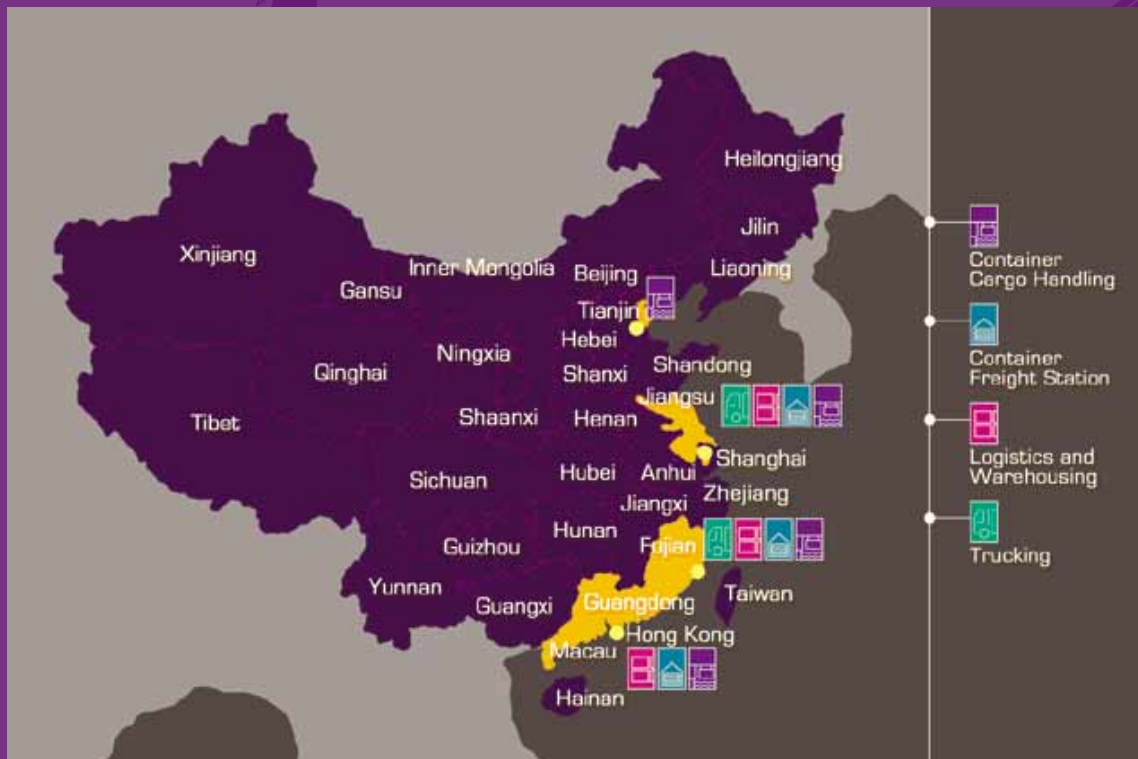 Heilongjiang
Jilin
Xinjiang
Inner Mongolia
Beijing
Liaoning
Gansu
Tianjin
Hebei
Ningxia
Shandong
Qinghai
Shanxi
Jiangsu
Tibet
Shaanxi
Henan
Shanghai
Sichuan
Hubei
Anhui
Zhejiang
Jiangxi
Hunan
Guizhou
Fujian
Yunnan
Guangxi
Guangdong
Taiwan
Hong Kong
Macau
Hainan
Container
Cargo Handling
Container
Freight Station
Logistics and
Warehousing
Trucking